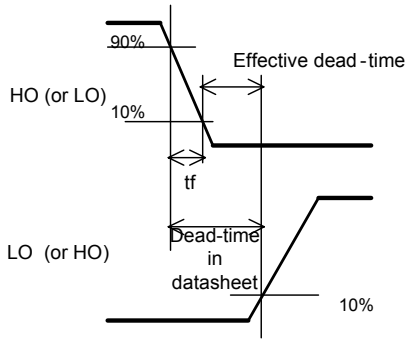 90%
Effective dead-time
HO (or LO)
10%
tf
Dead-time
in
datasheet
LO (or HO)
10%